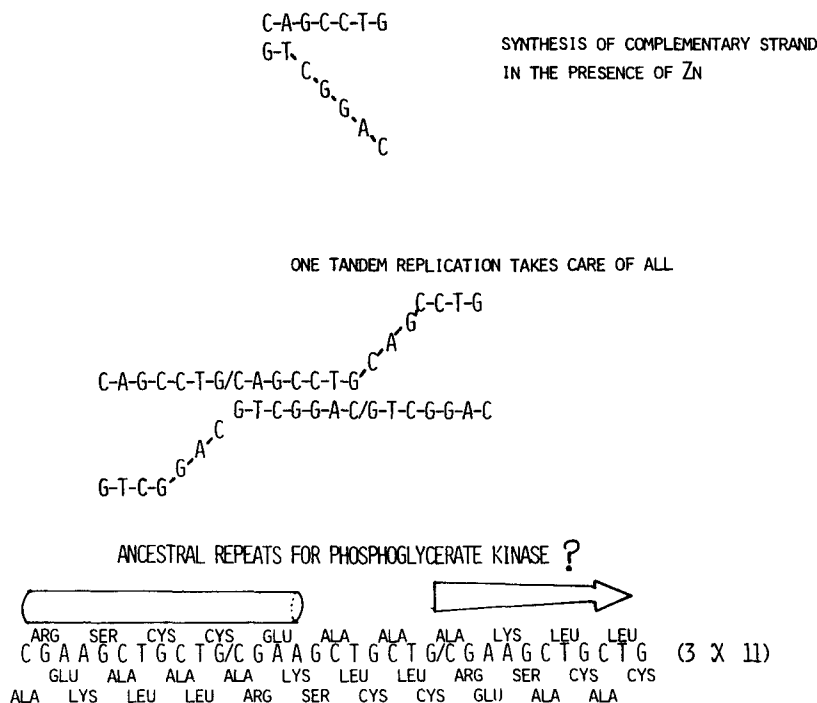 C-A-G-C-C-T-G
G-T-C-G-G-A-C
SYNTHESIS OF COMPLEMENTARY STRAND
IN THE PRESENCE OF Zn
ONE TANDEM REPLICATION TAKES CARE OF ALL
C-A-G-C-C-T-G/C-A-G-C-C-T-G-C-A-G-C-C-T-G
G-T-C-G-G-A-C G-T-C-G-G-A-C/G-T-C-G-G-A-C
ANCESTRAL REPEATS FOR PHOSPHOGLYCERATE KINASE ?
ARG SER CYS CYS GLU ALA ALA ALA LYS LEU LEU
C G A A G C T G C T G/C G A A G C T G C T G/C G A A G C T G C T G (3 X 11)
GLU ALA ALA ALA LYS LEU LEU ARG SER CYS CYS
ALA LYS LEU LEU ARG SER CYS CYS GLU ALA ALA